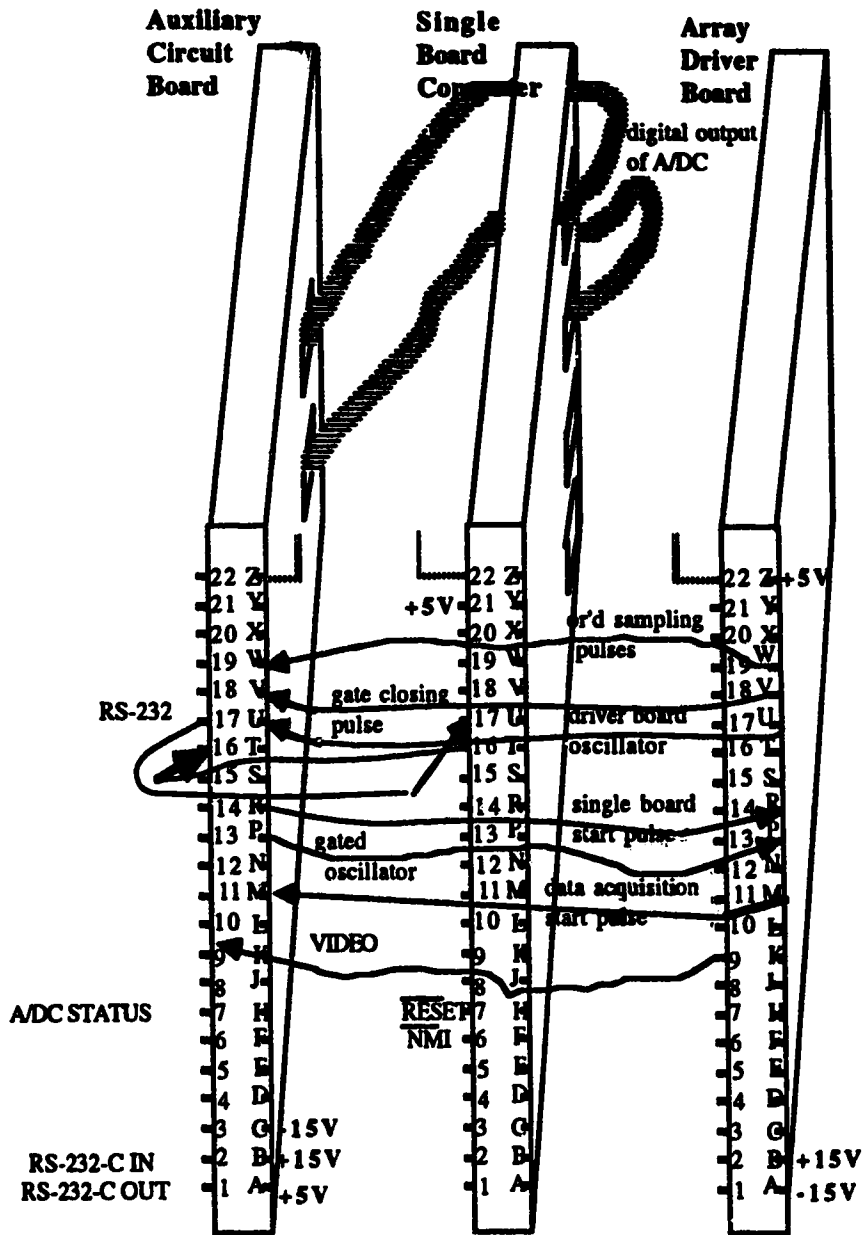 Auxiliary
Circuit
Board
Single
Board
Computer
Array
Driver
Board
digital output
of A/DC
22 Z
21 Y
20 X
19 W
18 V
17 U
16 T
15 S
14 R
13 P
12 N
11 M
10 L
9 K
8 J
7 H
6 F
5 E
4 D
3 C -15V
2 B +15V
1 A +5V
RS-232
A/DC STATUS
RS-232-C IN
RS-232-C OUT
22 Z
+5V 21 Y
20 X
19 W
18 V
17 U
16 T
15 S
14 R
13 P
12 N
11 M
10 L
9 K
8 J
RESET 7 H
NMI 6 F
5 E
4 D
3 C
2 B
1 A
or'd sampling
pulses
gate closing
pulse
driver board
oscillator
single board
start pulse
gated
oscillator
data acquisition
start pulse
VIDEO
22 Z +5V
21 Y
20 X
19 W
18 V
17 U
16 T
15 S
14 R
13 P
12 N
11 M
10 L
9 K
8 J
7 H
6 F
5 E
4 D
3 C
2 B +15V
1 A -15V